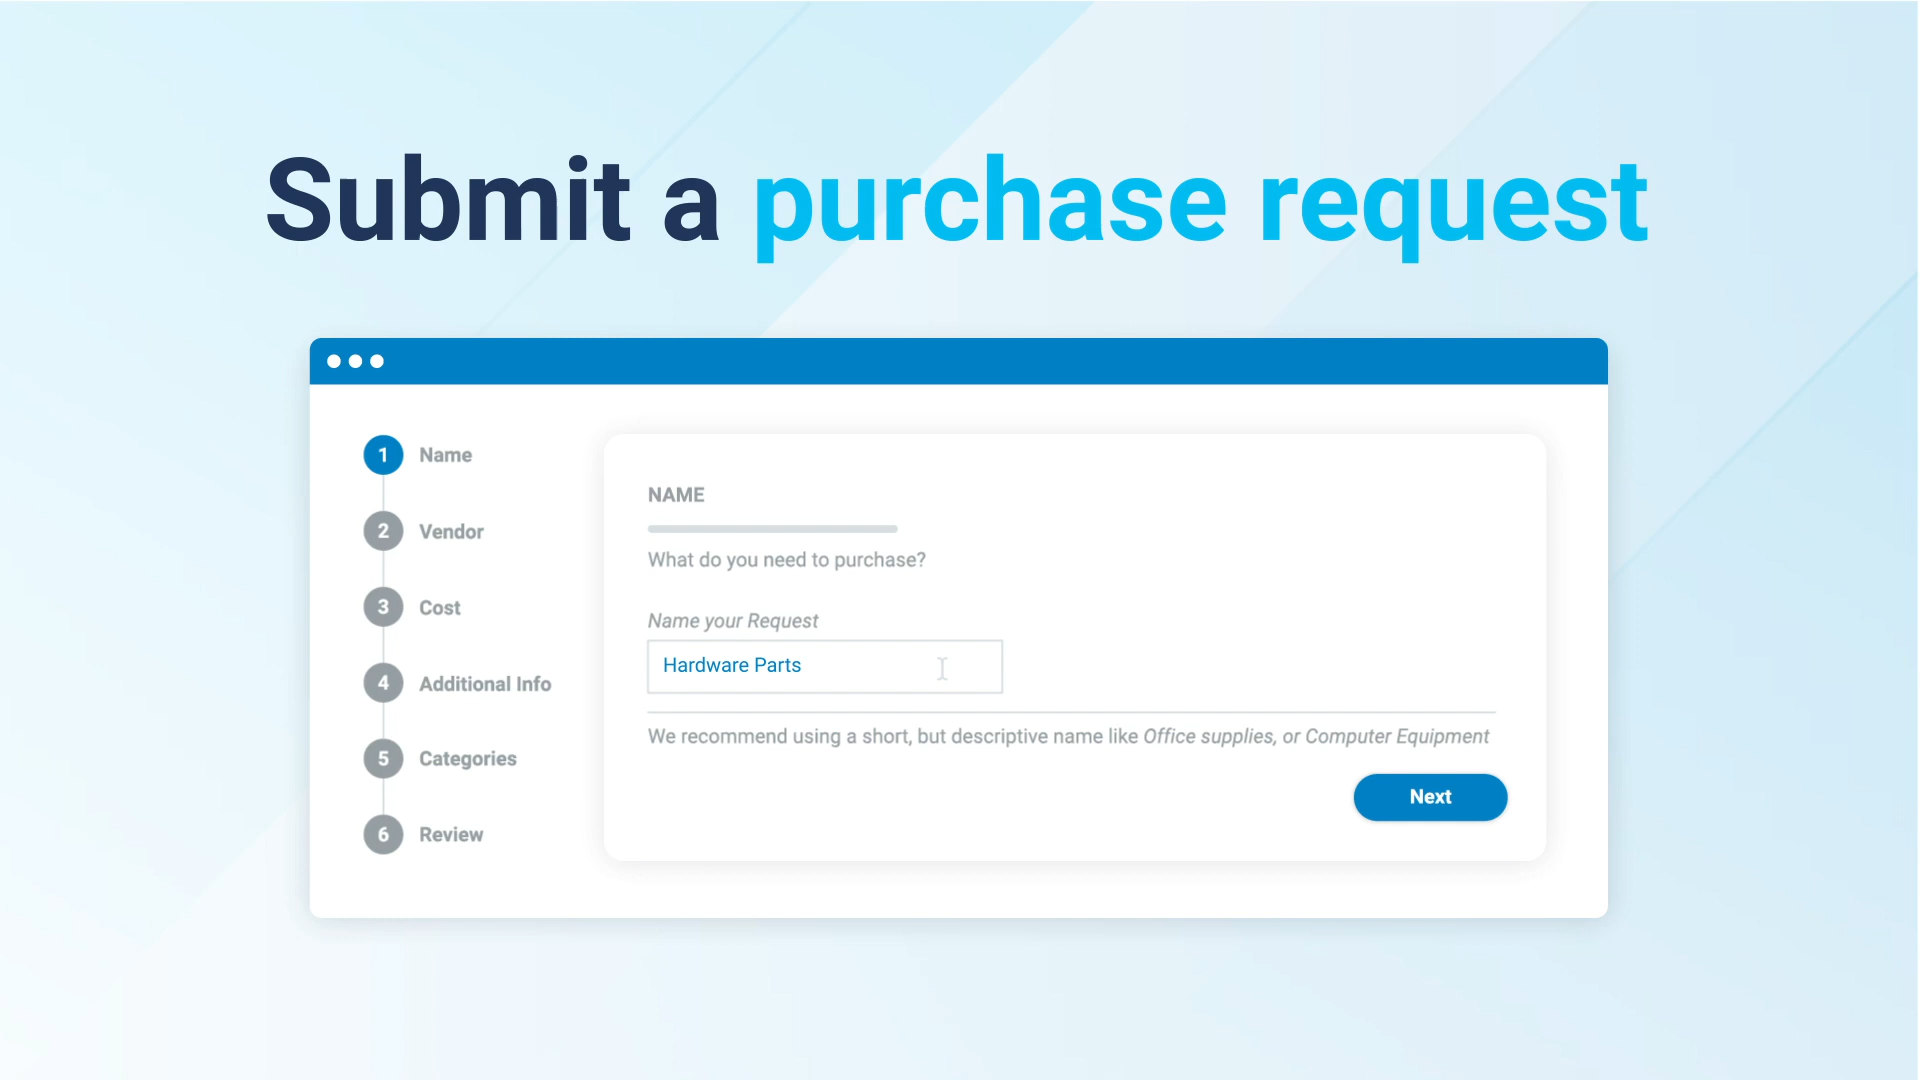 Submit a purchase request
1 Name
2 Vendor
3 Cost
4 Additional Info
5 Categories
6 Review
NAME
What do you need to purchase?
Name your Request
Hardware Parts
We recommend using a short, but descriptive name like Office supplies, or Computer Equipment
Next